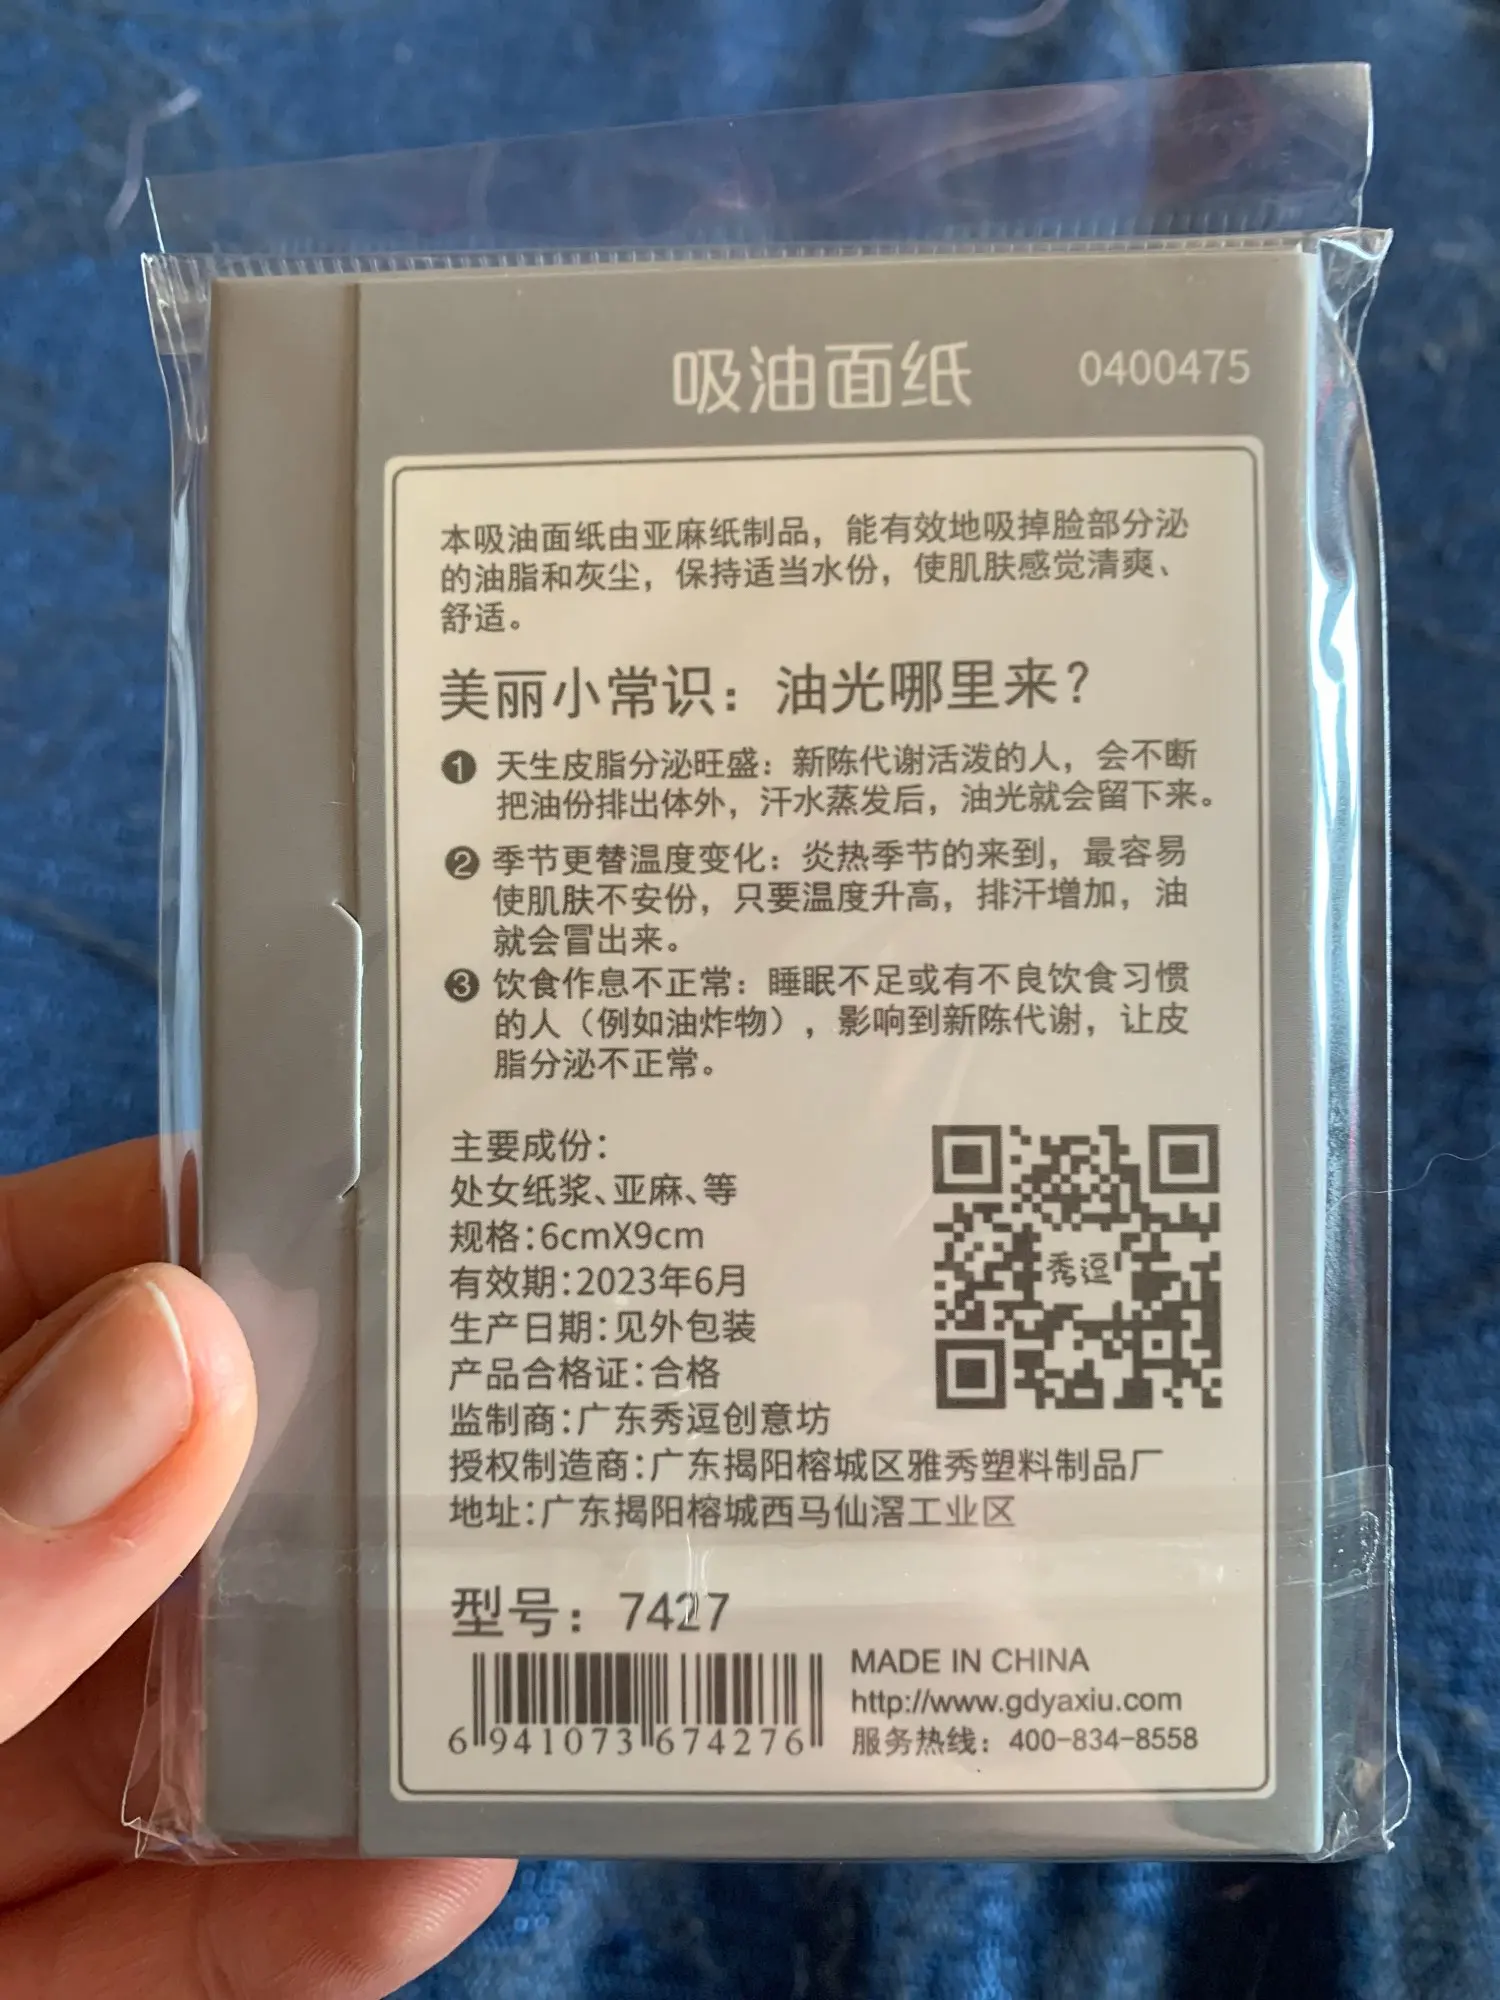 吸油面纸
0400475
本吸油面纸由亚麻纸制品，能有效地吸掉脸部分泌
的油脂和灰尘，保持适当水份，使肌肤感觉清爽、
舒适。
美丽小常识：油光哪里来？
❶ 天生皮脂分泌旺盛：新陈代谢活泼的人，会不断
把油份排出体外，汗水蒸发后，油光就会留下来。
❷ 季节更替温度变化：炎热季节的来到，最容易
使肌肤不安份，只要温度升高，排汗增加，油
就会冒出来。
❸ 饮食作息不正常：睡眠不足或有不良饮食习惯
的人（例如油炸物），影响到新陈代谢，让皮
脂分泌不正常。
主要成份：
处女纸浆、亚麻、等
规格：6cmX9cm
有效期：2023年6月
生产日期：见外包装
产品合格证：合格
监制商：广东秀逗创意坊
授权制造商：广东揭阳榕城区雅秀塑料制品厂
地址：广东揭阳榕城西马仙滘工业区
秀逗
型号：7427
6 941073 674276
MADE IN CHINA
http://www.gdyaxiu.com
服务热线：400-834-8558